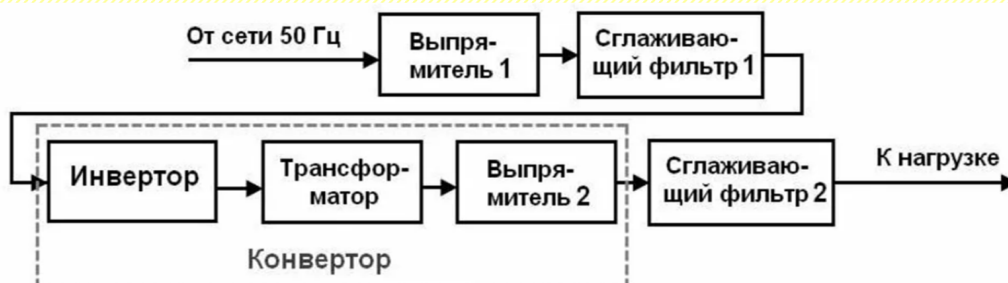 От сети 50 Гц
Выпря-
митель 1
Сглаживаю-
щий фильтр 1
Инвертор
Трансфор-
матор
Выпря-
митель 2
Сглаживаю-
щий фильтр 2
К нагрузке
Конвертор